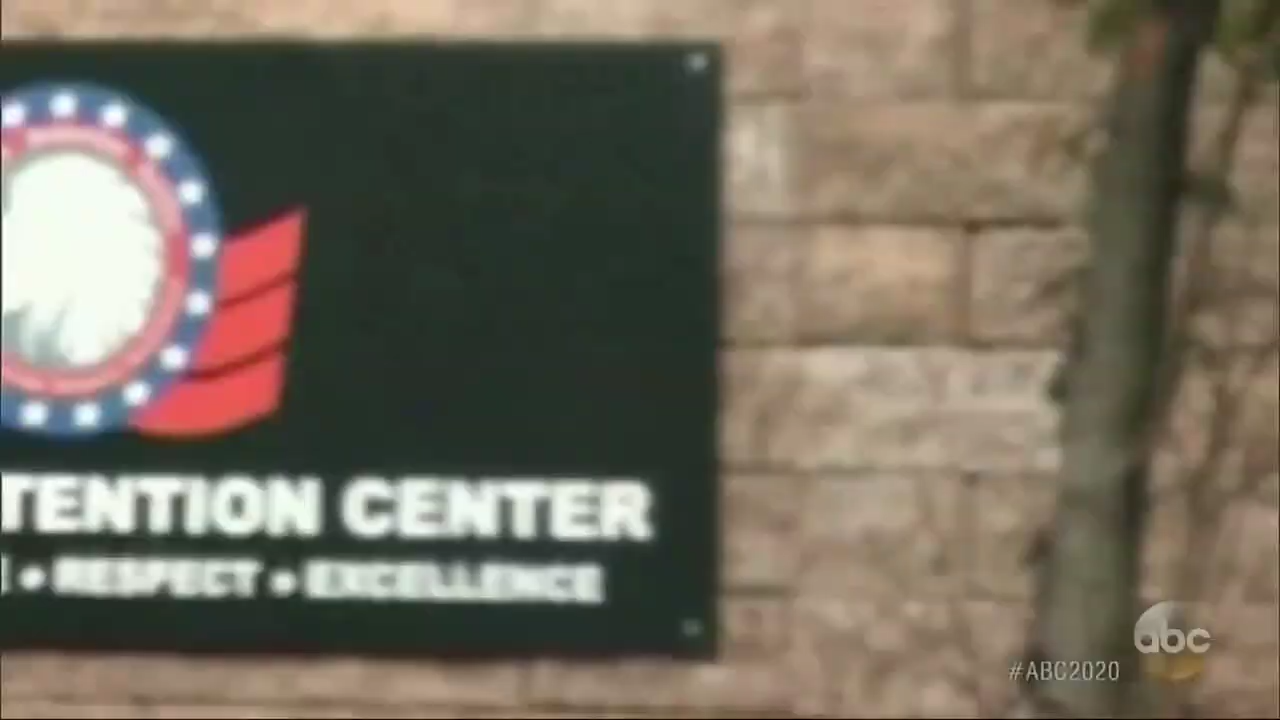 TENTION CENTER
• RESPECT • EXCELLENCE
abc
#ABC2020